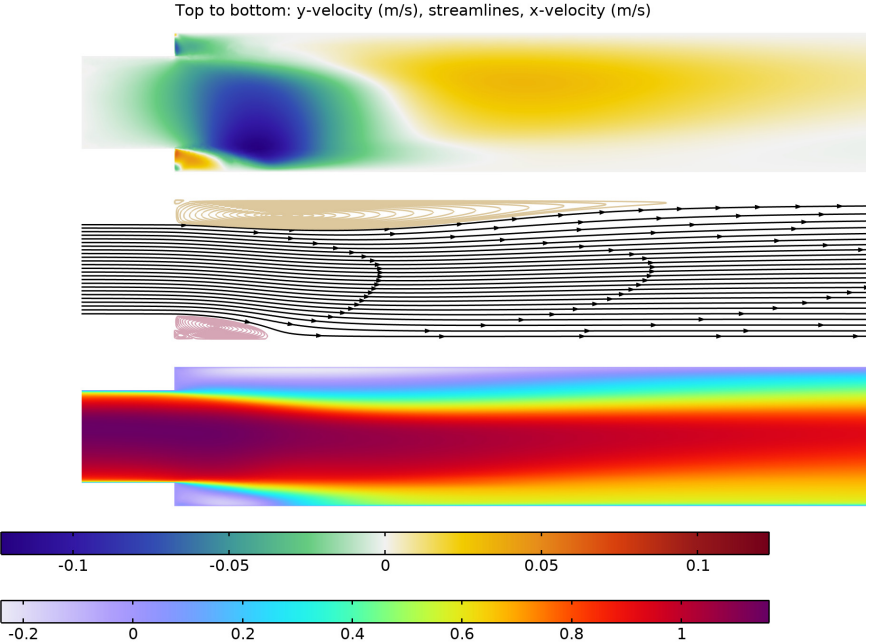 Top to bottom: y-velocity (m/s), streamlines, x-velocity (m/s)
-0.1 -0.05 0 0.05 0.1
-0.2 0 0.2 0.4 0.6 0.8 1